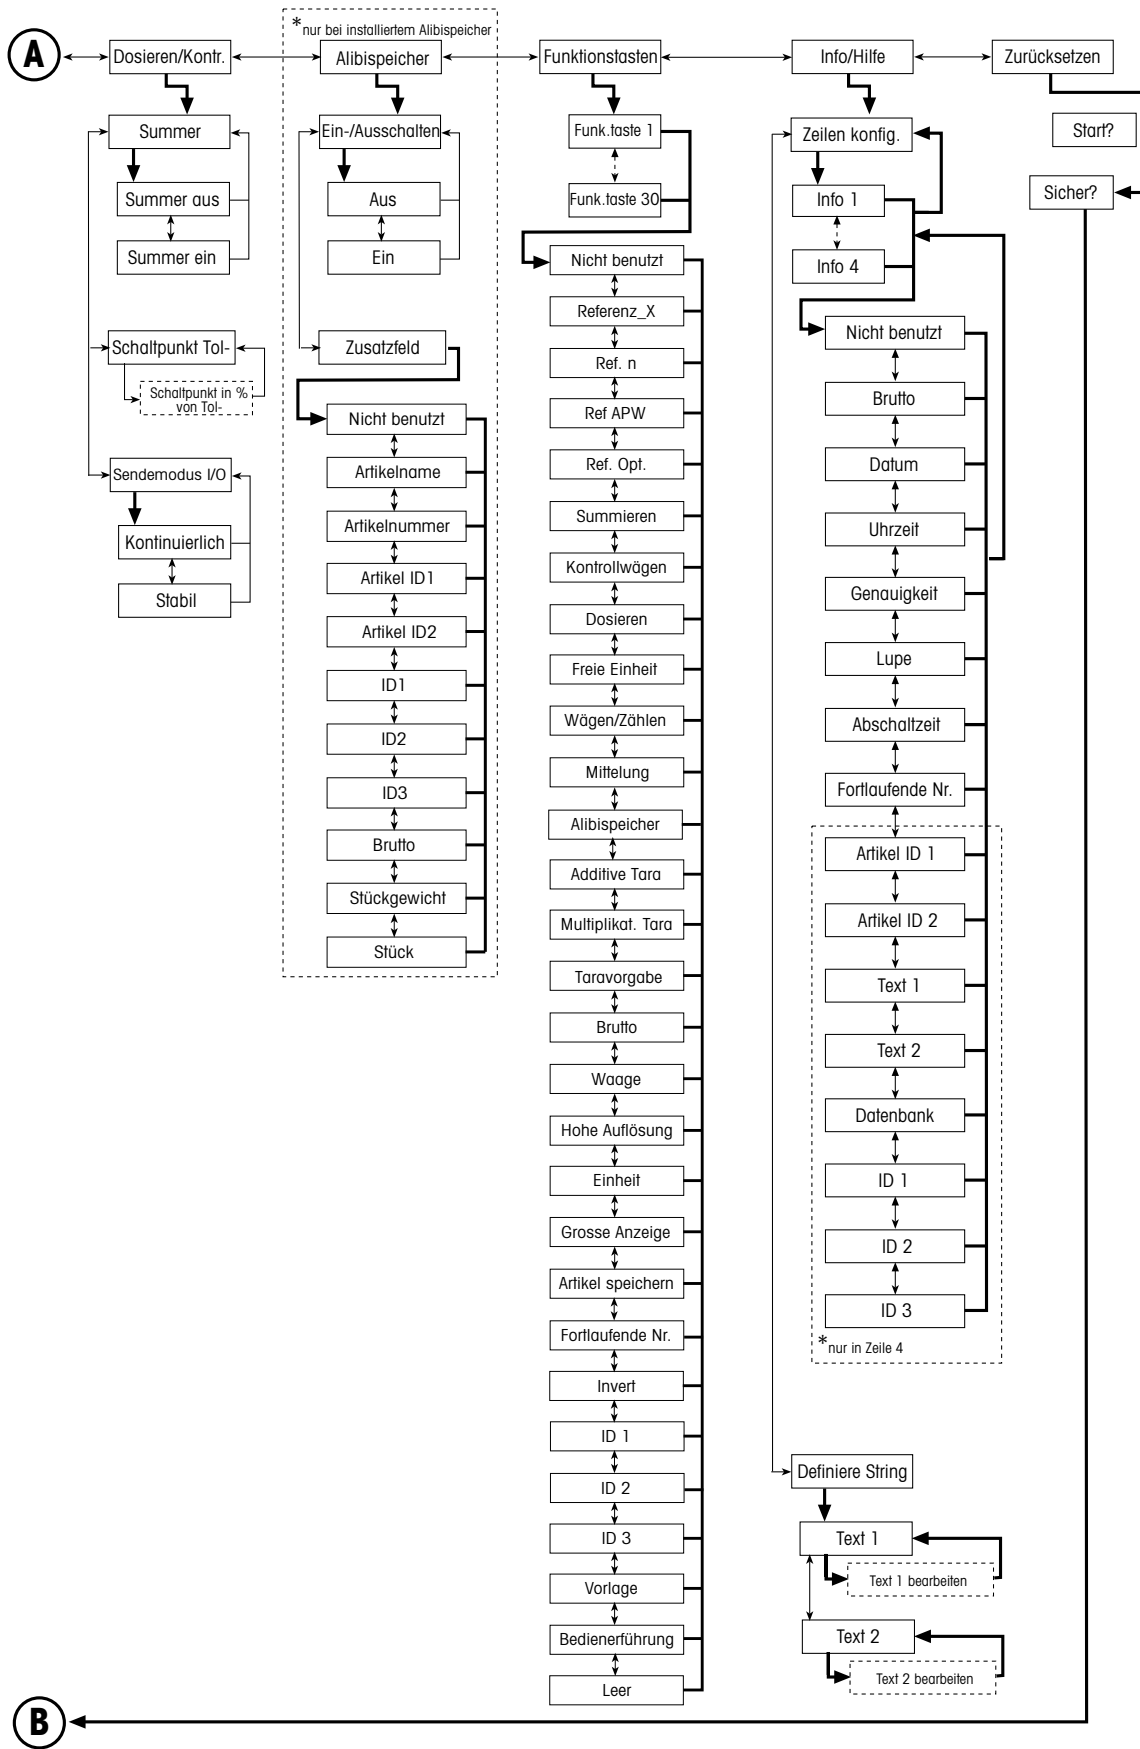 *nur bei installiertem Alibispeicher
A
Dosieren/Kontr.
Alibispeicher
Funktionstasten
Info/Hilfe
Zurücksetzen
Summer
Summer aus
Summer ein
Schaltpunkt Tol-
Schaltpunkt in %
von Tol-
Sendemodus I/O
Kontinuierlich
Stabil
Ein-/Ausschalten
Aus
Ein
Zusatzfeld
Nicht benutzt
Artikelname
Artikelnummer
Artikel ID1
Artikel ID2
ID1
ID2
ID3
Brutto
Stückgewicht
Stück
Funk.taste 1
Funk.taste 30
Nicht benutzt
Referenz_X
Ref. n
Ref APW
Ref. Opt.
Summieren
Kontrollwägen
Dosieren
Freie Einheit
Wägen/Zählen
Mittelung
Alibispeicher
Additive Tara
Multiplikat. Tara
Taravorgabe
Brutto
Waage
Hohe Auflösung
Einheit
Grosse Anzeige
Artikel speichern
Fortlaufende Nr.
Invert
ID 1
ID 2
ID 3
Vorlage
Bedienerführung
Leer
Zeilen konfig.
Info 1
Info 4
Nicht benutzt
Brutto
Datum
Uhrzeit
Genauigkeit
Lupe
Abschaltzeit
Fortlaufende Nr.
Artikel ID 1
Artikel ID 2
Text 1
Text 2
Datenbank
ID 1
ID 2
ID 3
*nur in Zeile 4
Definiere String
Text 1
Text 1 bearbeiten
Text 2
Text 2 bearbeiten
Start?
Sicher?
B